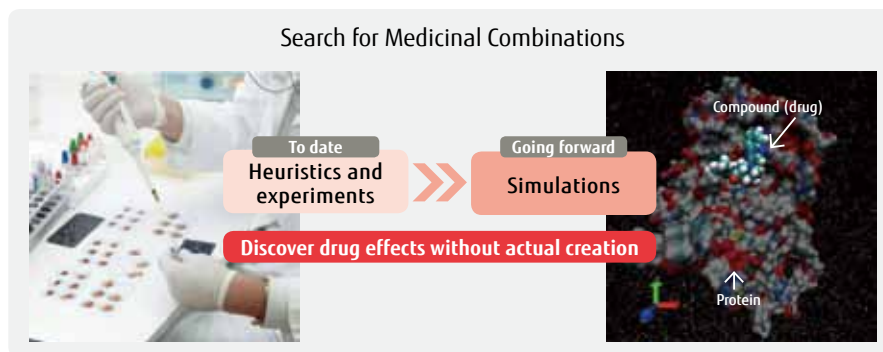 Search for Medicinal Combinations
To date
Heuristics and
experiments
Going forward
Simulations
Discover drug effects without actual creation
Compound (drug)
Protein